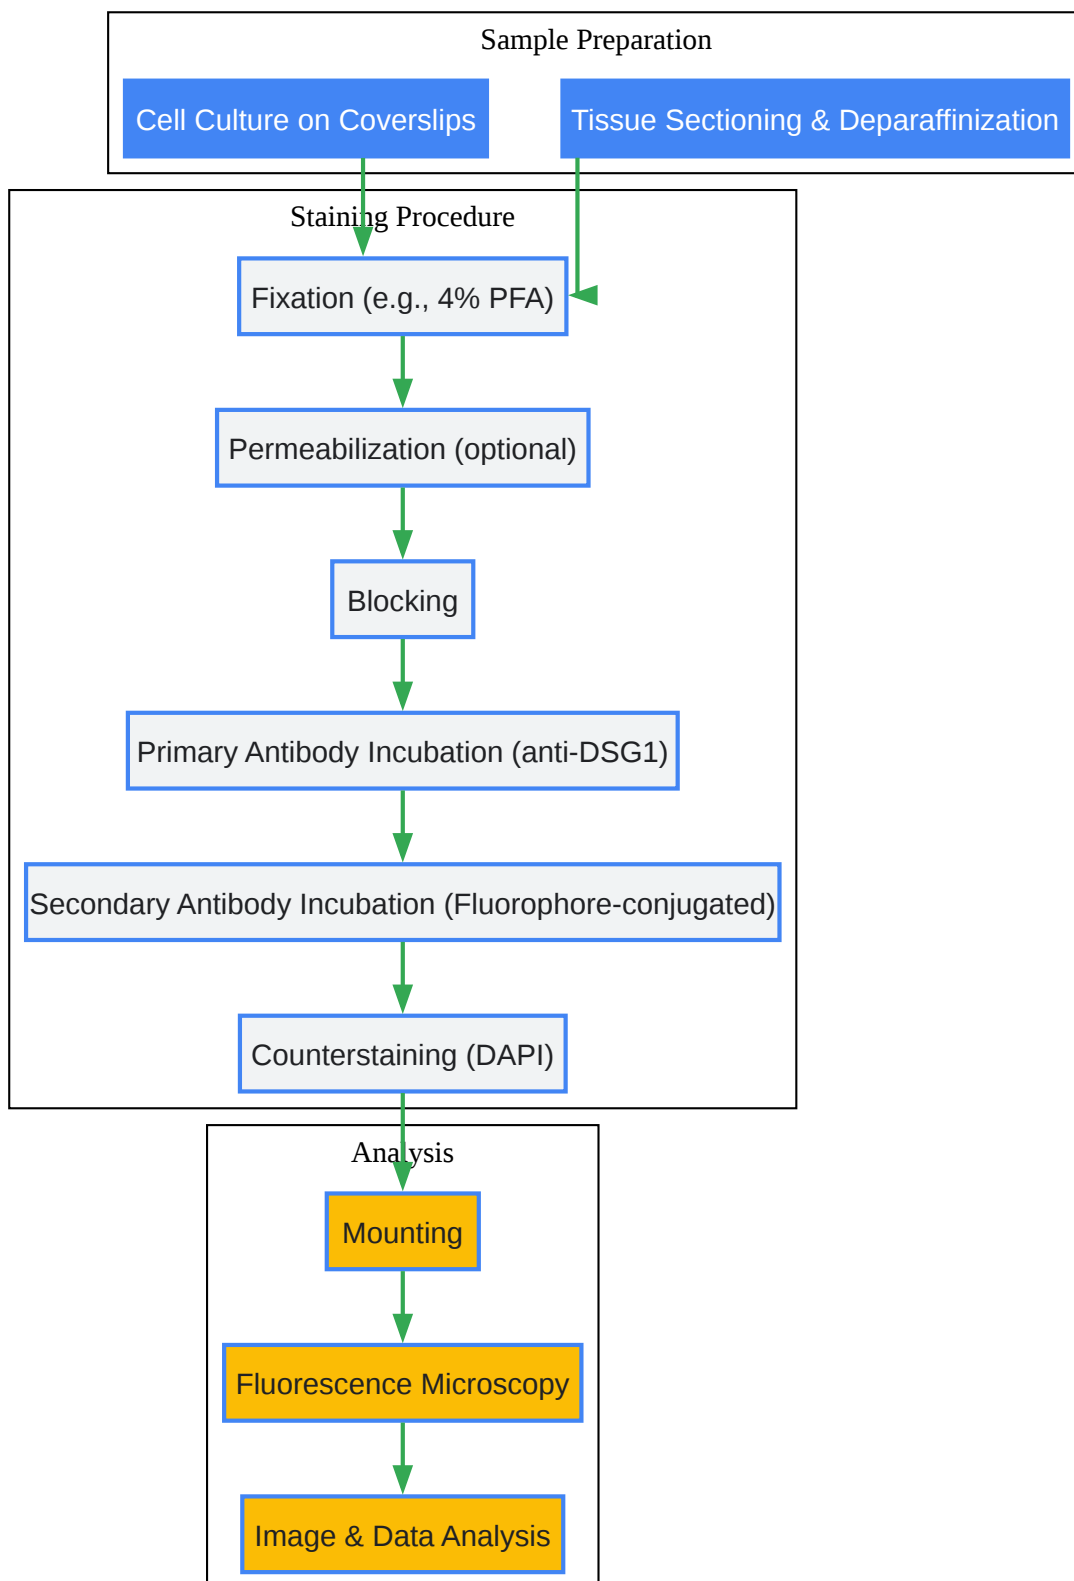 Sample Preparation
Cell Culture on Coverslips
Tissue Sectioning & Deparaffinization
Staining Procedure
Fixation (e.g., 4% PFA)
Permeabilization (optional)
Blocking
Primary Antibody Incubation (anti-DSG1)
Secondary Antibody Incubation (Fluorophore-conjugated)
Counterstaining (DAPI)
Analysis
Mounting
Fluorescence Microscopy
Image & Data Analysis